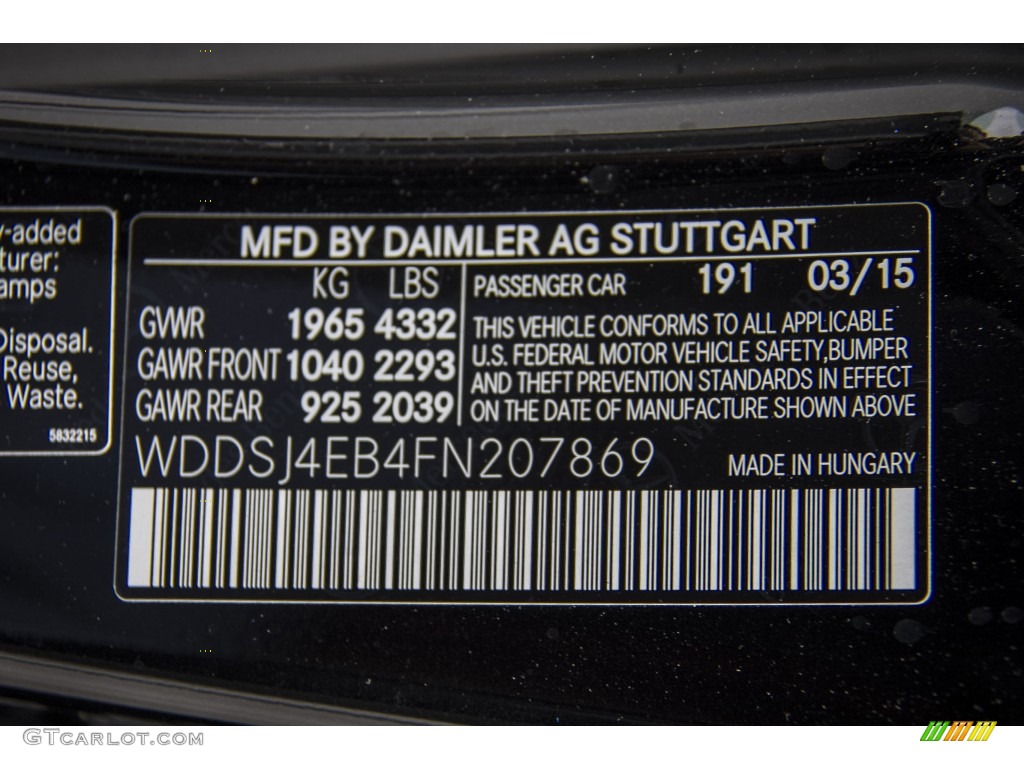 y-added
turer:
amps
Disposal.
Reuse,
Waste.
5832215
MFD BY DAIMLER AG STUTTGART
KG LBS
GVWR 1965 4332
GAWR FRONT 1040 2293
GAWR REAR 925 2039
PASSENGER CAR 191 03/15
THIS VEHICLE CONFORMS TO ALL APPLICABLE
U.S. FEDERAL MOTOR VEHICLE SAFETY,BUMPER
AND THEFT PREVENTION STANDARDS IN EFFECT
ON THE DATE OF MANUFACTURE SHOWN ABOVE
WDDSJ4EB4FN207869
MADE IN HUNGARY
GTCARLOT.COM